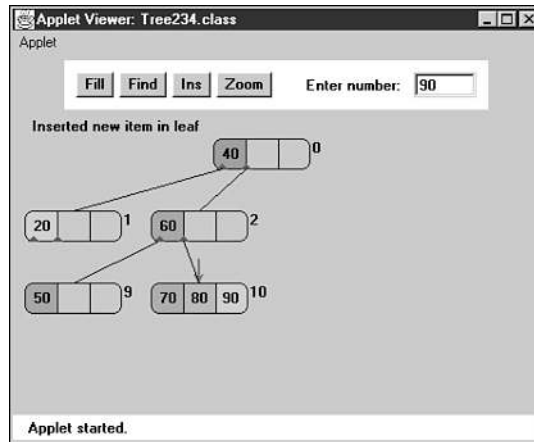 Applet Viewer: Tree234.class
Applet
Fill Find Ins Zoom Enter number: 90
Inserted new item in leaf
40 0
20 1 60 2
50 9 70 80 90 10
Applet started.